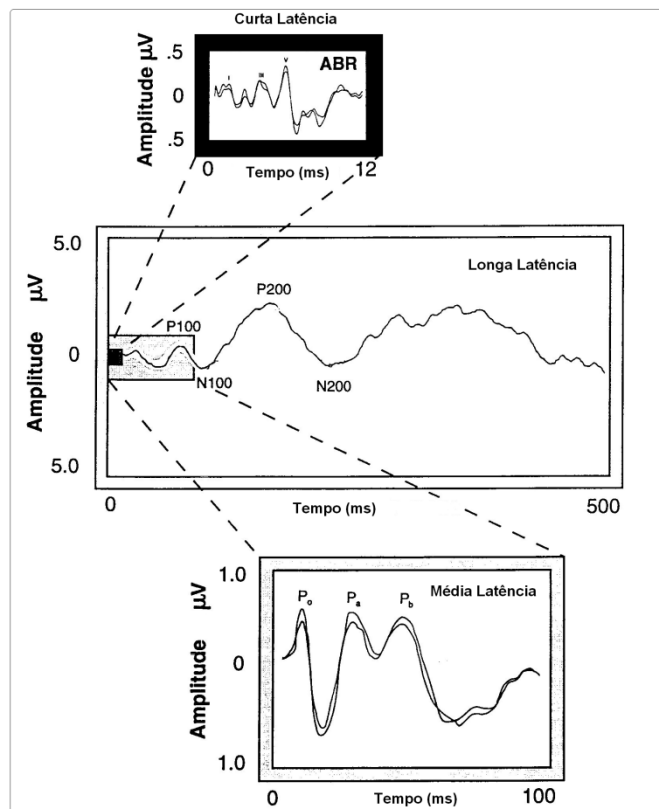 Curta Latência
Amplitude µV
.5
0
.5
I
III
V
ABR
0
Tempo (ms)
12
Amplitude µV
5.0
0
5.0
Longa Latência
P100
N100
P200
N200
0
Tempo (ms)
500
Amplitude µV
1.0
0
1.0
Po
Pa
Pb
Média Latência
0
Tempo (ms)
100